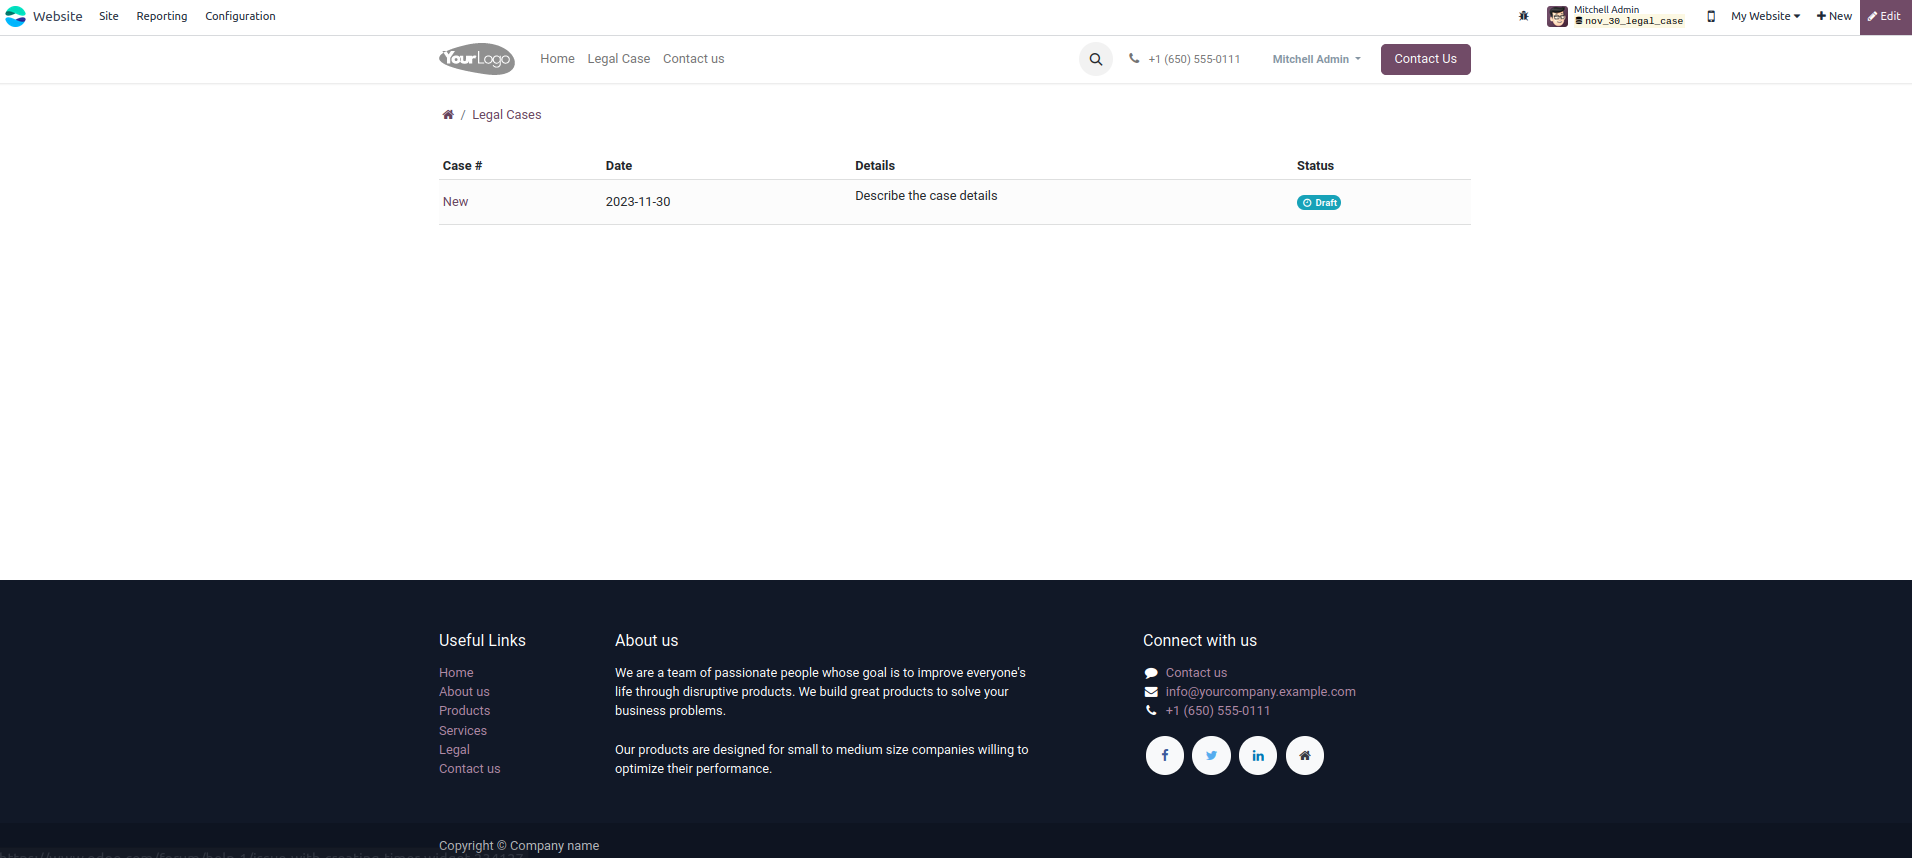 Website Site Reporting Configuration
Mitchell Admin
nov_30_legal_case
My Website
New
Edit
YourLogo
Home Legal Case Contact us
+1 (650) 555-0111
Mitchell Admin
Contact Us
/ Legal Cases
Case # Date Details Status
New 2023-11-30 Describe the case details Draft
Useful Links
Home
About us
Products
Services
Legal
Contact us
About us
We are a team of passionate people whose goal is to improve everyone's
life through disruptive products. We build great products to solve your
business problems.
Our products are designed for small to medium size companies willing to
optimize their performance.
Connect with us
Contact us
info@yourcompany.example.com
+1 (650) 555-0111
Copyright © Company name